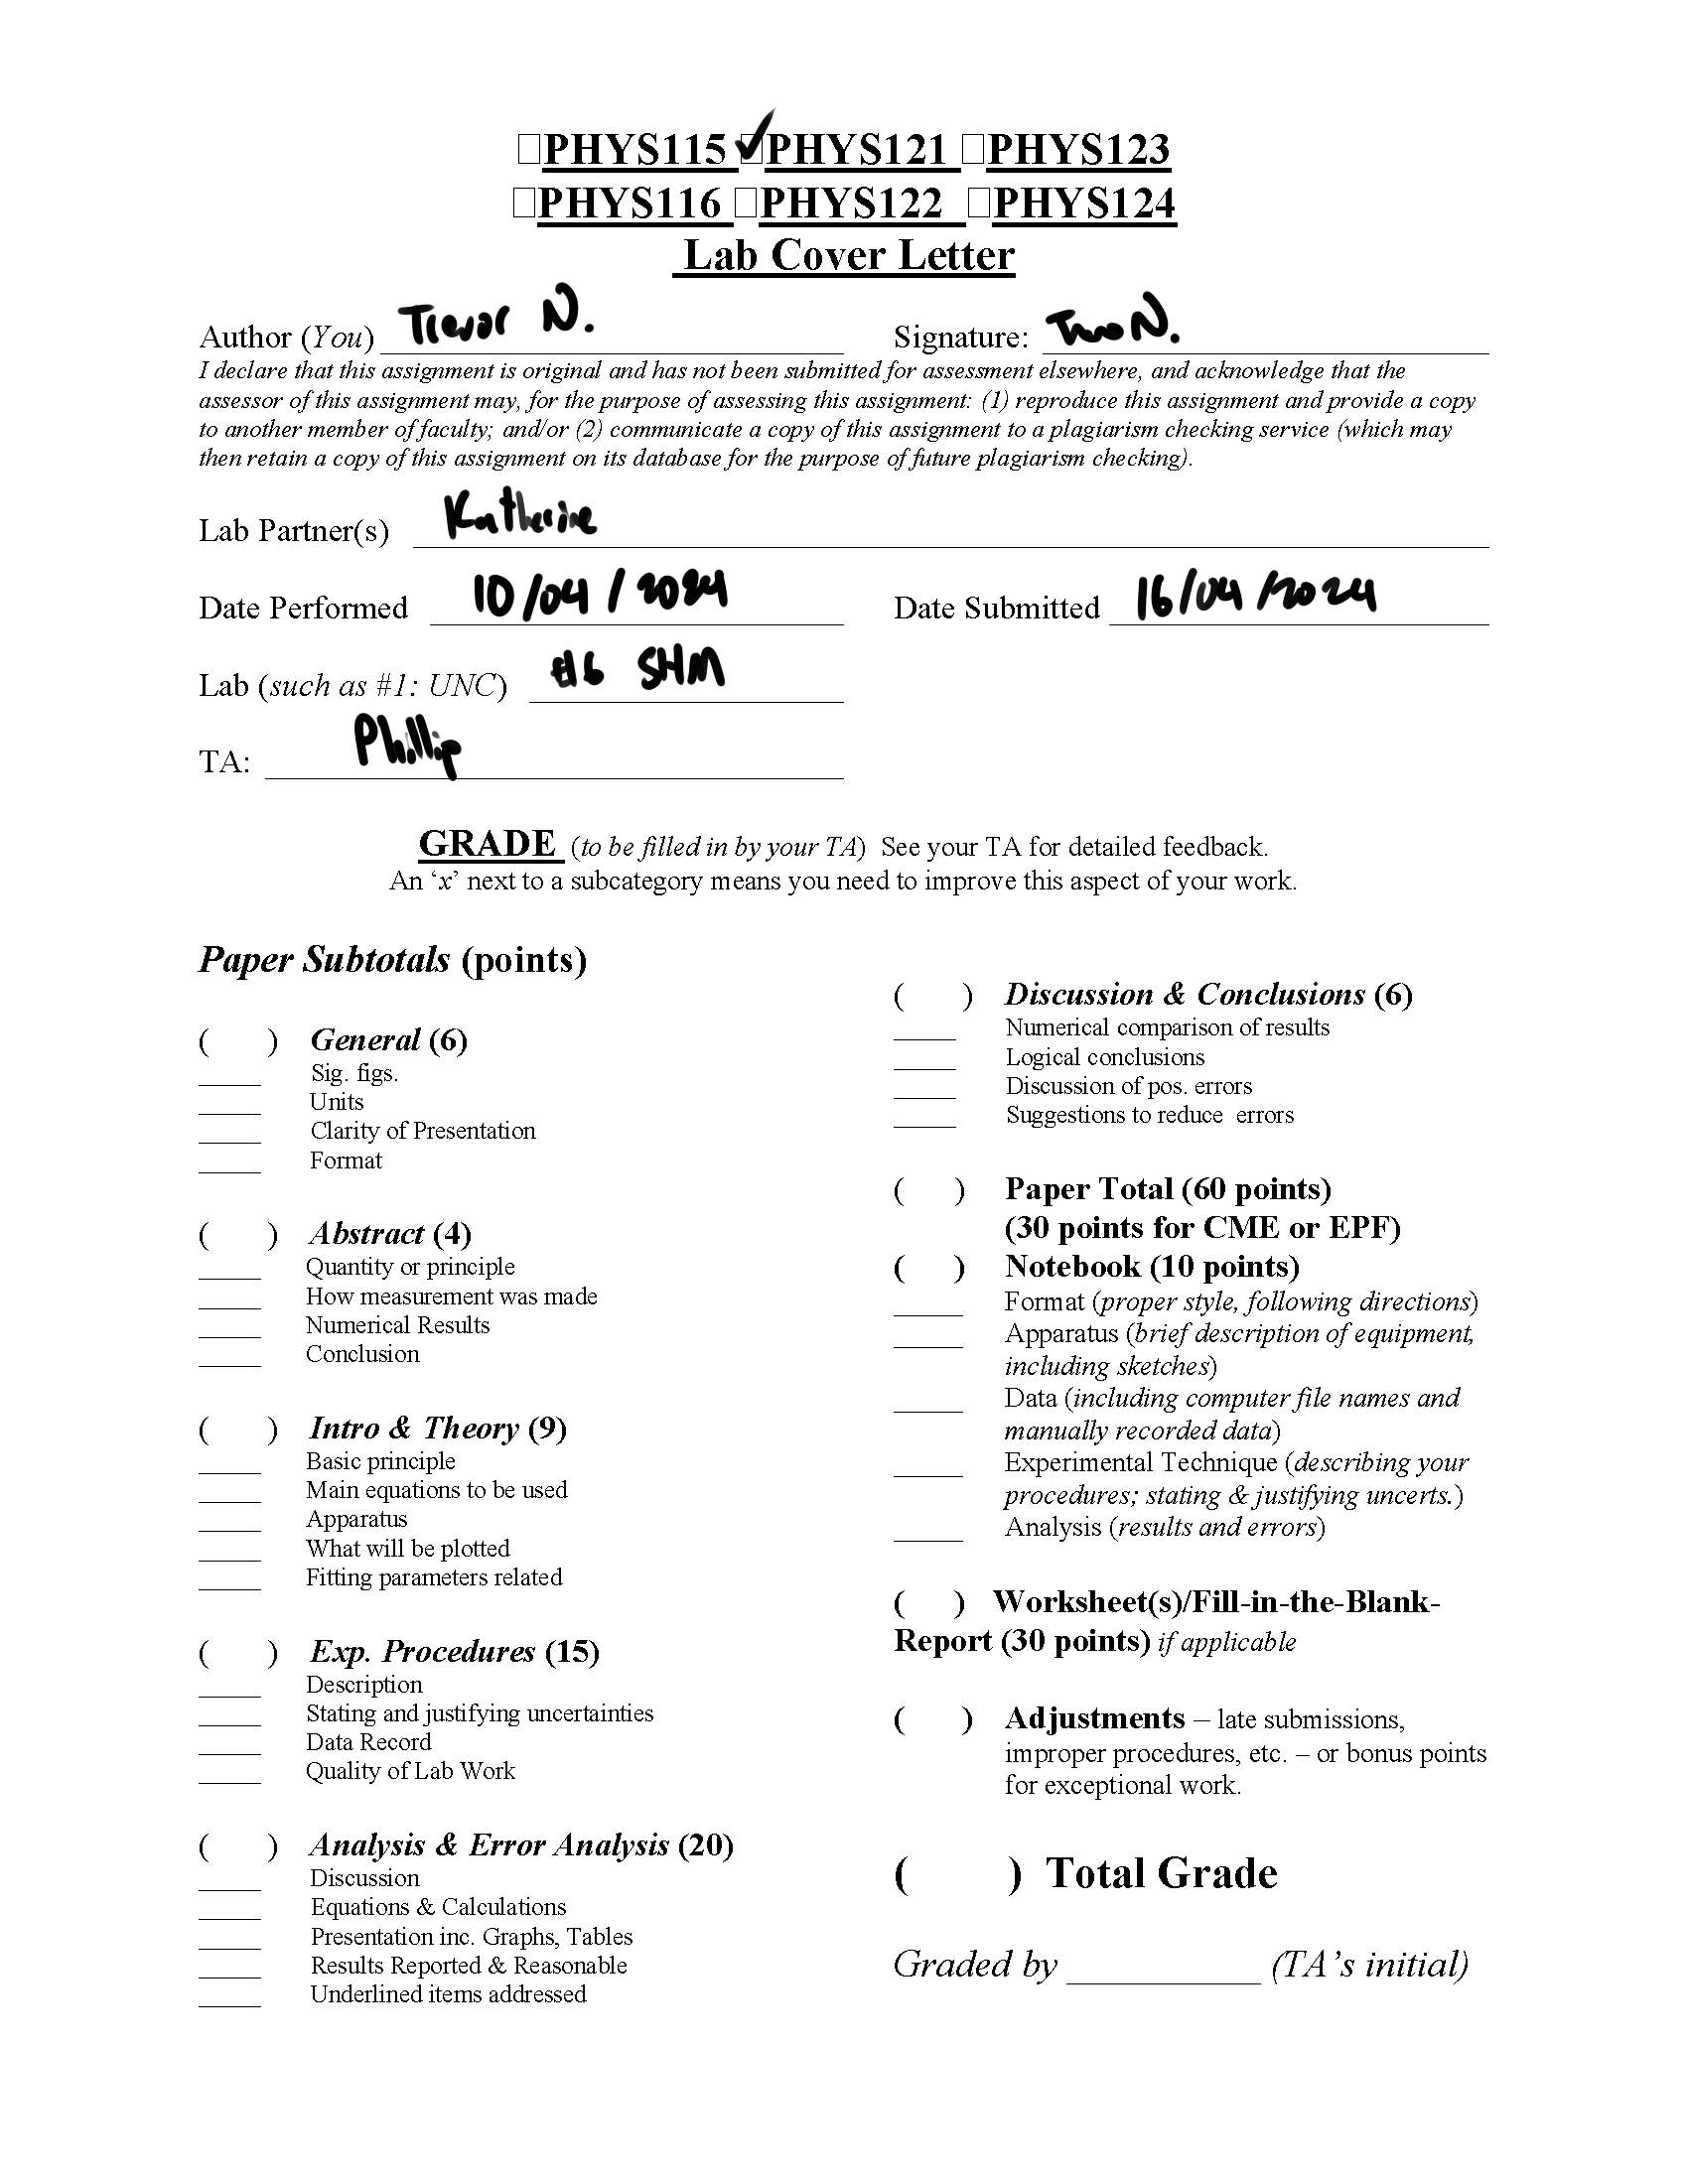 ☐PHYS115 ☑PHYS121 ☐PHYS123
☐PHYS116 ☐PHYS122 ☐PHYS124
Lab Cover Letter
Author (You) Trevor N. Signature: Trevor N.
I declare that this assignment is original and has not been submitted for assessment elsewhere, and acknowledge that the
assessor of this assignment may, for the purpose of assessing this assignment: (1) reproduce this assignment and provide a copy
to another member of faculty; and/or (2) communicate a copy of this assignment to a plagiarism checking service (which may
then retain a copy of this assignment on its database for the purpose of future plagiarism checking).
Lab Partner(s) Katherine
Date Performed 10/04/2024 Date Submitted 16/04/2024
Lab (such as #1: UNC) #6 SHM
TA: Phillip
GRADE (to be filled in by your TA) See your TA for detailed feedback.
An ‘x’ next to a subcategory means you need to improve this aspect of your work.
Paper Subtotals (points)
( ) General (6)
____ Sig. figs.
____ Units
____ Clarity of Presentation
____ Format
( ) Abstract (4)
____ Quantity or principle
____ How measurement was made
____ Numerical Results
____ Conclusion
( ) Intro & Theory (9)
____ Basic principle
____ Main equations to be used
____ Apparatus
____ What will be plotted
____ Fitting parameters related
( ) Exp. Procedures (15)
____ Description
____ Stating and justifying uncertainties
____ Data Record
____ Quality of Lab Work
( ) Analysis & Error Analysis (20)
____ Discussion
____ Equations & Calculations
____ Presentation inc. Graphs, Tables
____ Results Reported & Reasonable
____ Underlined items addressed
( ) Discussion & Conclusions (6)
____ Numerical comparison of results
____ Logical conclusions
____ Discussion of pos. errors
____ Suggestions to reduce errors
( ) Paper Total (60 points)
(30 points for CME or EPF)
( ) Notebook (10 points)
____ Format (proper style, following directions)
____ Apparatus (brief description of equipment,
including sketches)
____ Data (including computer file names and
manually recorded data)
____ Experimental Technique (describing your
procedures; stating & justifying uncerts.)
____ Analysis (results and errors)
( ) Worksheet(s)/Fill-in-the-Blank-
Report (30 points) if applicable
( ) Adjustments – late submissions,
improper procedures, etc. – or bonus points
for exceptional work.
( ) Total Grade
Graded by __________ (TA’s initial)